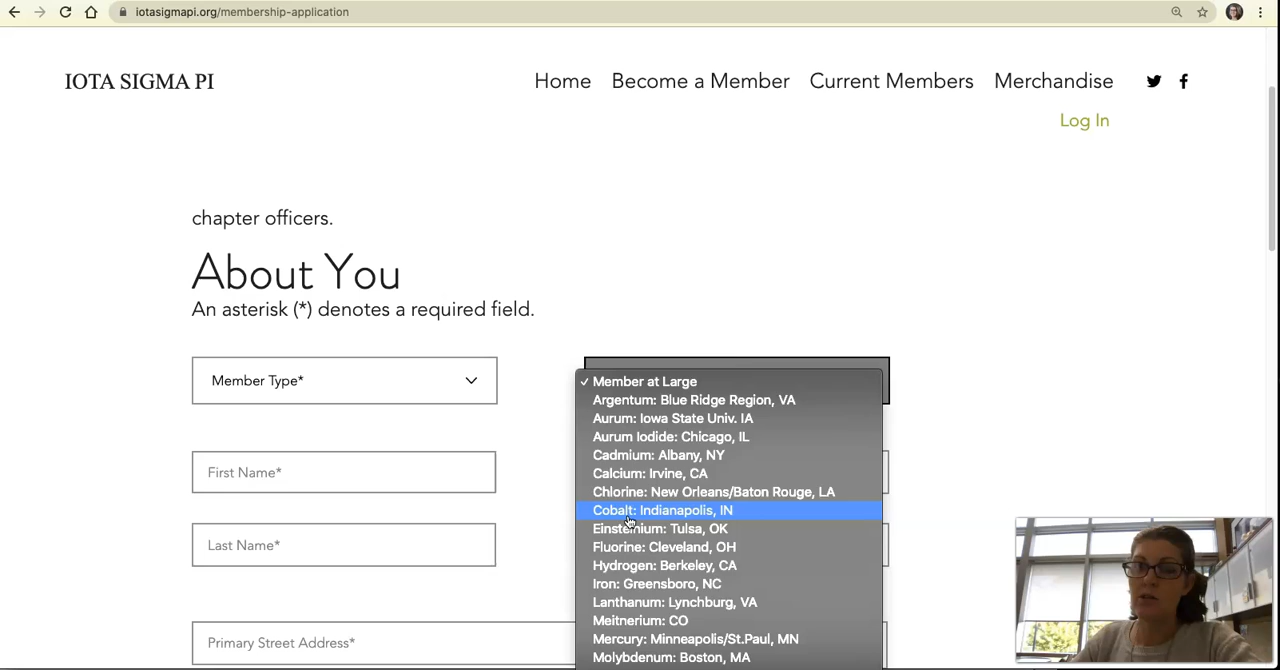 iotasigmapi.org/membership-application
IOTA SIGMA PI
Home Become a Member Current Members Merchandise
Log In
chapter officers.
About You
An asterisk (*) denotes a required field.
Member Type*
✓ Member at Large
Argentum: Blue Ridge Region, VA
Aurum: Iowa State Univ. IA
Aurum Iodide: Chicago, IL
Cadmium: Albany, NY
Calcium: Irvine, CA
Chlorine: New Orleans/Baton Rouge, LA
Cobalt: Indianapolis, IN
Einstenium: Tulsa, OK
Fluorine: Cleveland, OH
Hydrogen: Berkeley, CA
Iron: Greensboro, NC
Lanthanum: Lynchburg, VA
Meitnerium: CO
Mercury: Minneapolis/St.Paul, MN
Molybdenum: Boston, MA
First Name*
Last Name*
Primary Street Address*